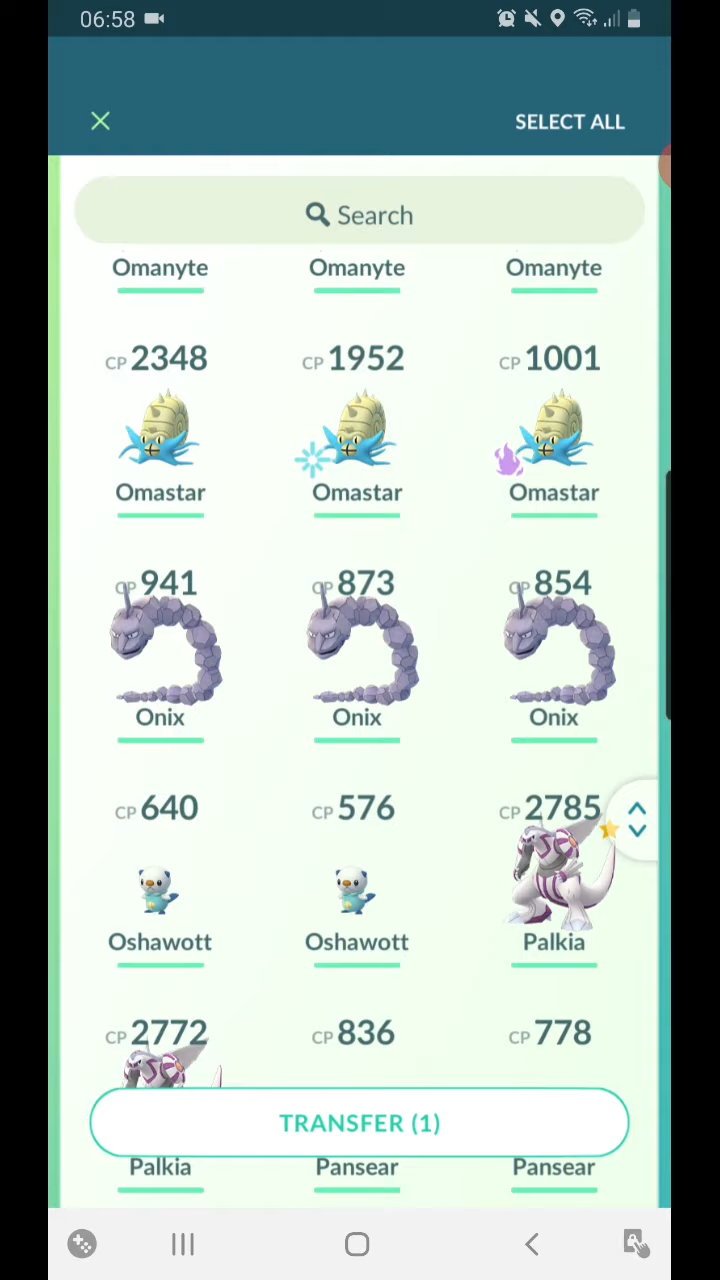 06:58
SELECT ALL
Search
Omanyte Omanyte Omanyte
CP 2348 CP 1952 CP 1001
Omastar Omastar Omastar
CP 941 CP 873 CP 854
Onix Onix Onix
CP 640 CP 576 CP 2785
Oshawott Oshawott Palkia
CP 2772 CP 836 CP 778
TRANSFER (1)
Palkia Pansear Pansear